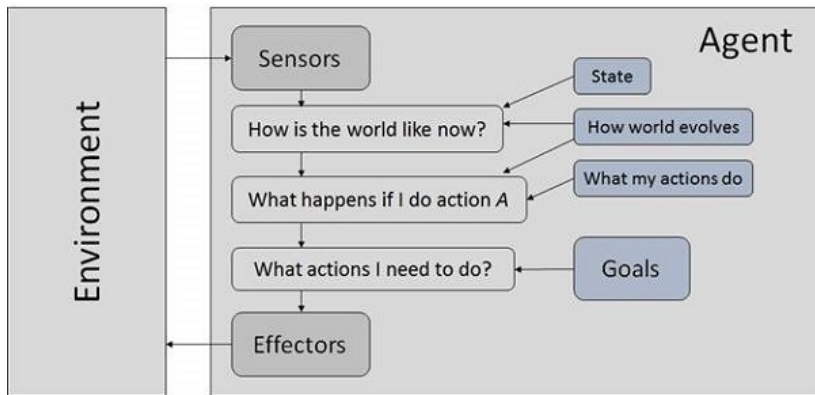 Agent
Environment
Sensors
State
How is the world like now?
How world evolves
What my actions do
What happens if I do action A
What actions I need to do?
Goals
Effectors